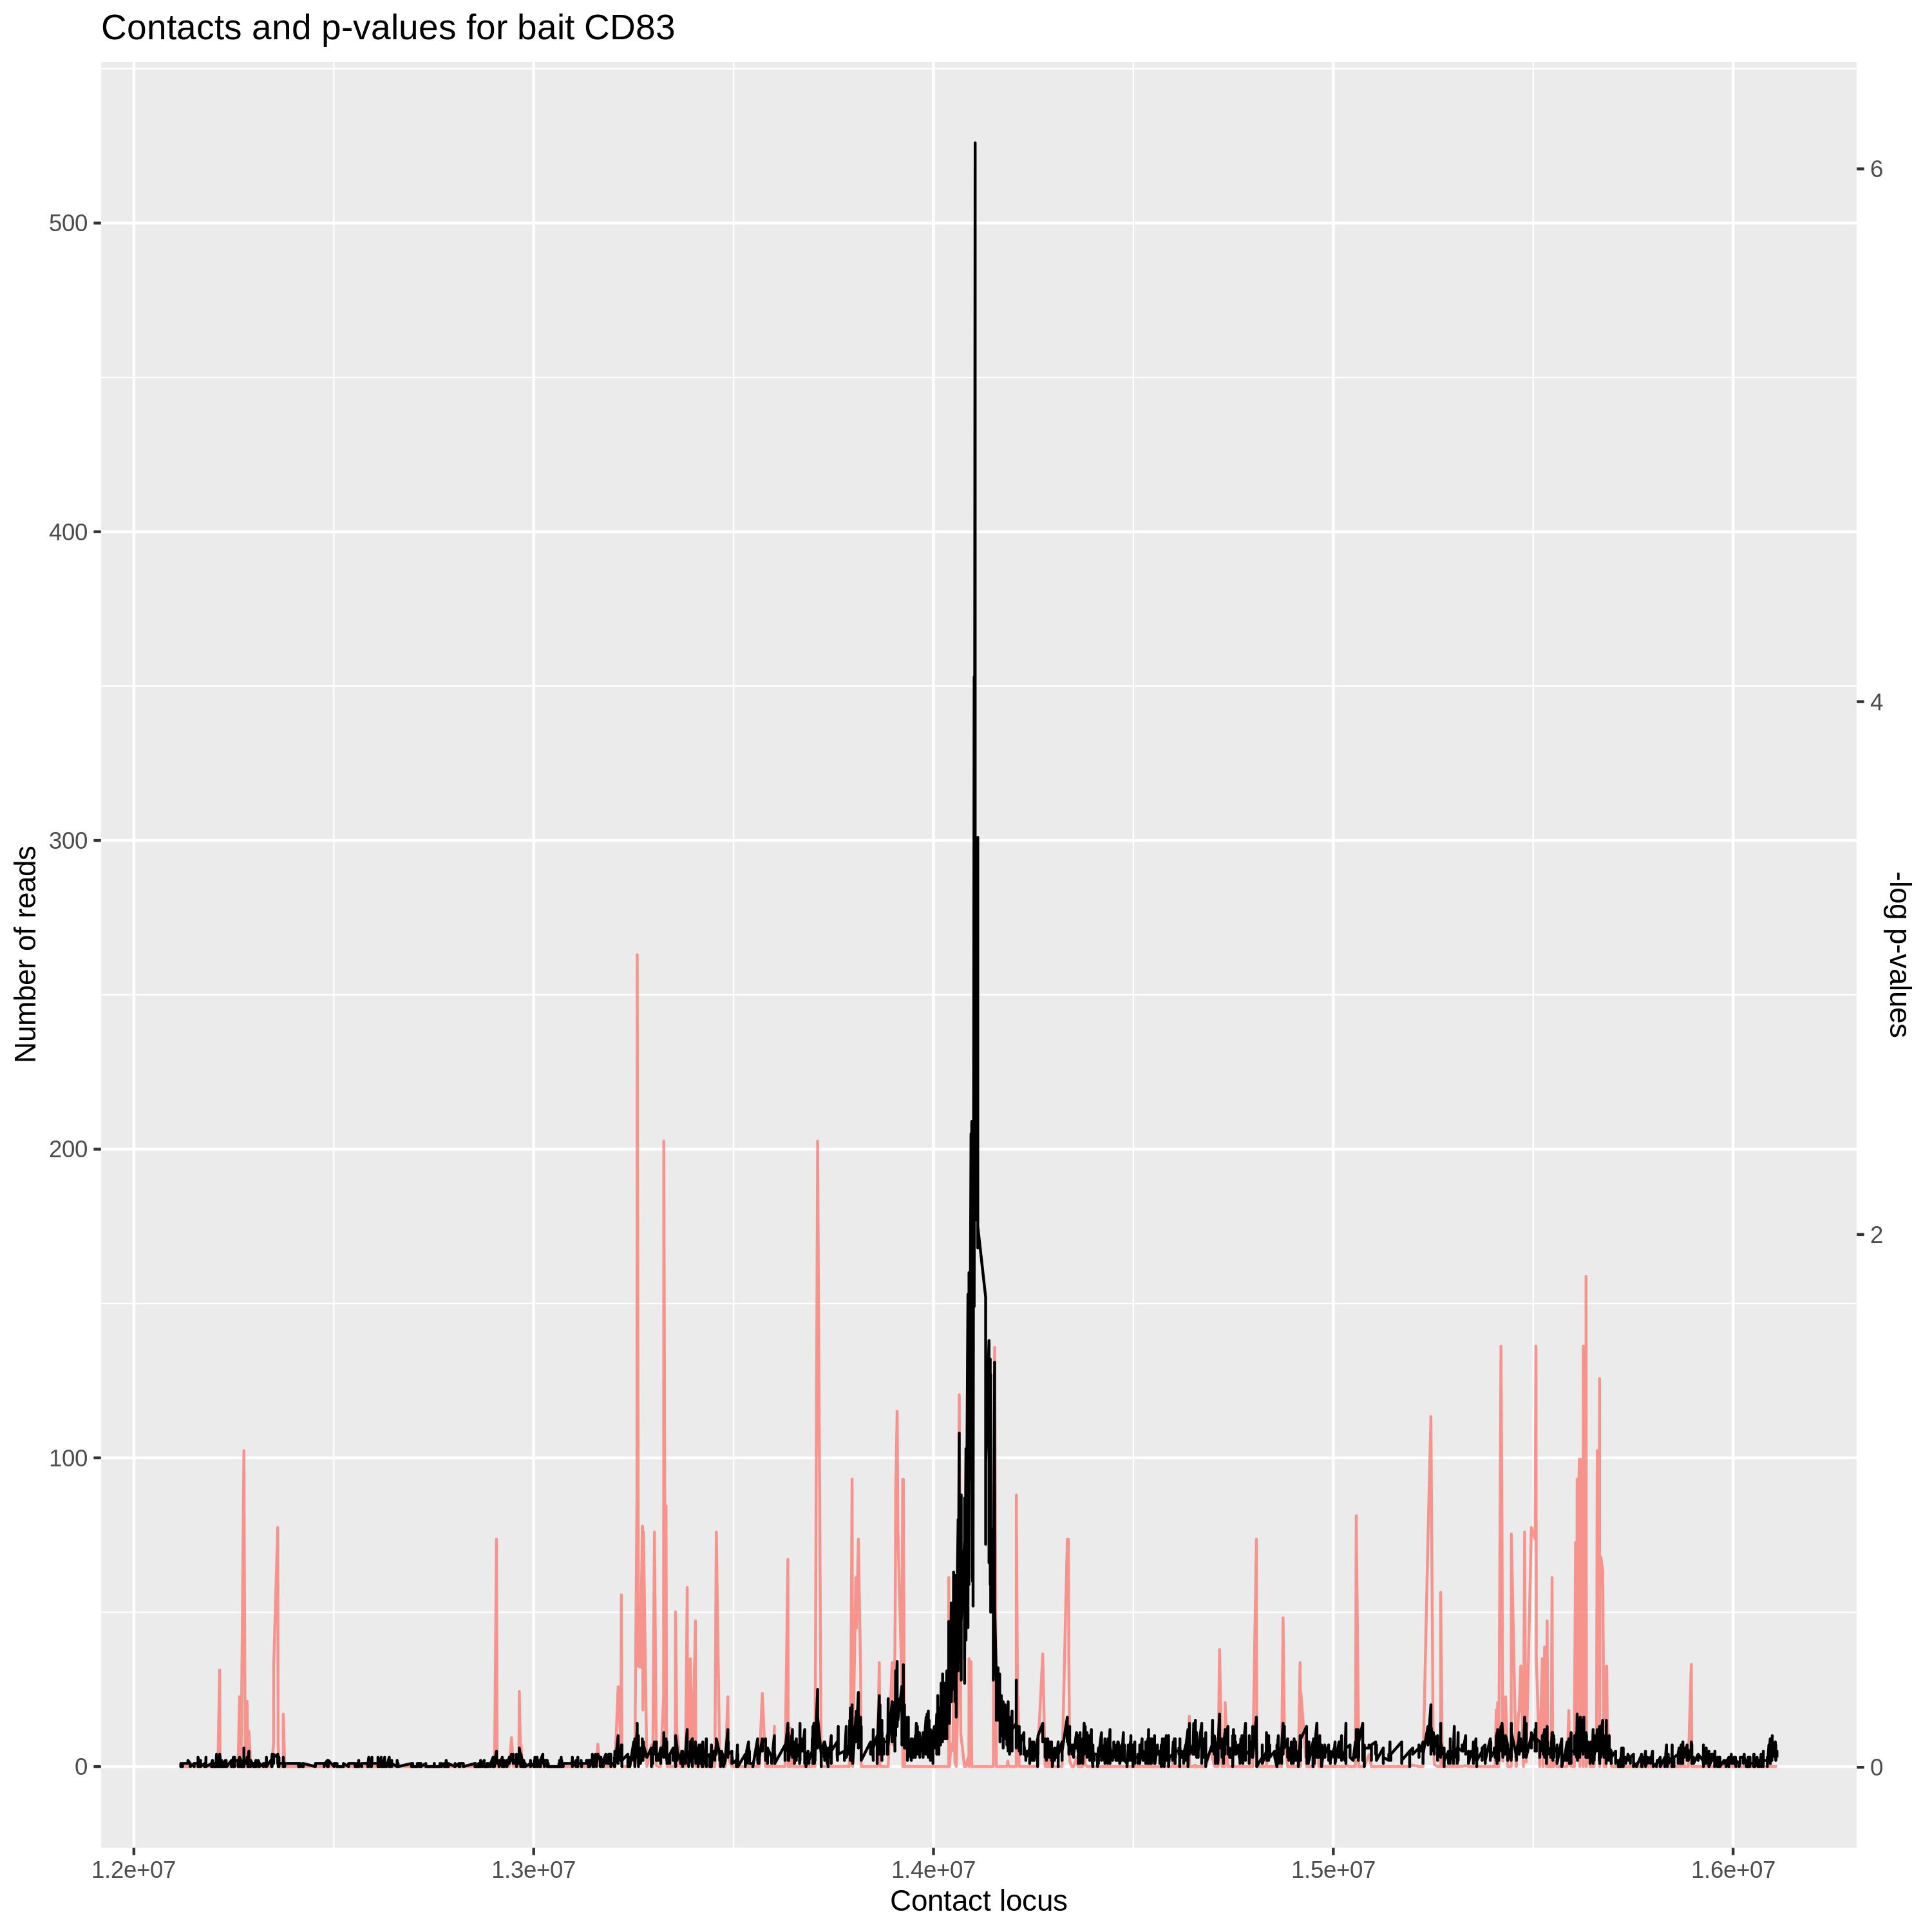 Contacts and p-values for bait CD83
Number of reads
500
400
300
200
100
0
6
4
2
0
-log p-values
1.2e+07 1.3e+07 1.4e+07 1.5e+07 1.6e+07
Contact locus